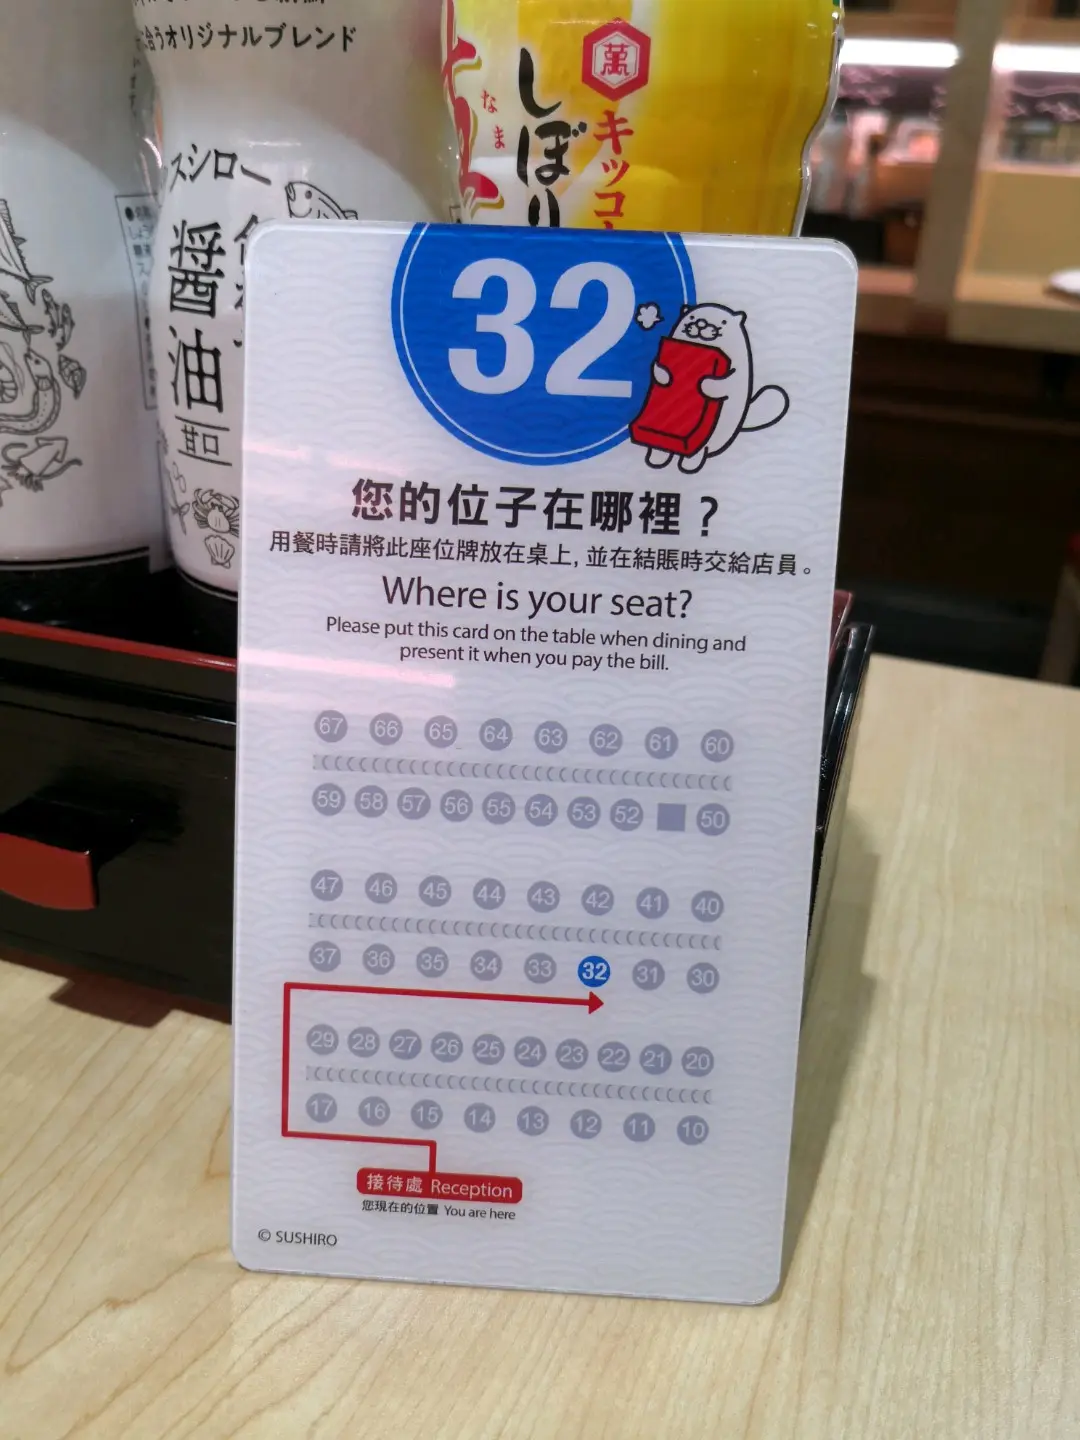 合うオリジナルブレンド
スシロー
醤油
甘口
萬
キッコ
しぼり
なま
32
您的位子在哪裡？
用餐時請將此座位牌放在桌上, 並在結賬時交給店員。
Where is your seat?
Please put this card on the table when dining and
present it when you pay the bill.
67 66 65 64 63 62 61 60
59 58 57 56 55 54 53 52 50
47 46 45 44 43 42 41 40
37 36 35 34 33 32 31 30
29 28 27 26 25 24 23 22 21 20
17 16 15 14 13 12 11 10
接待處 Reception
您現在的位置 You are here
© SUSHIRO